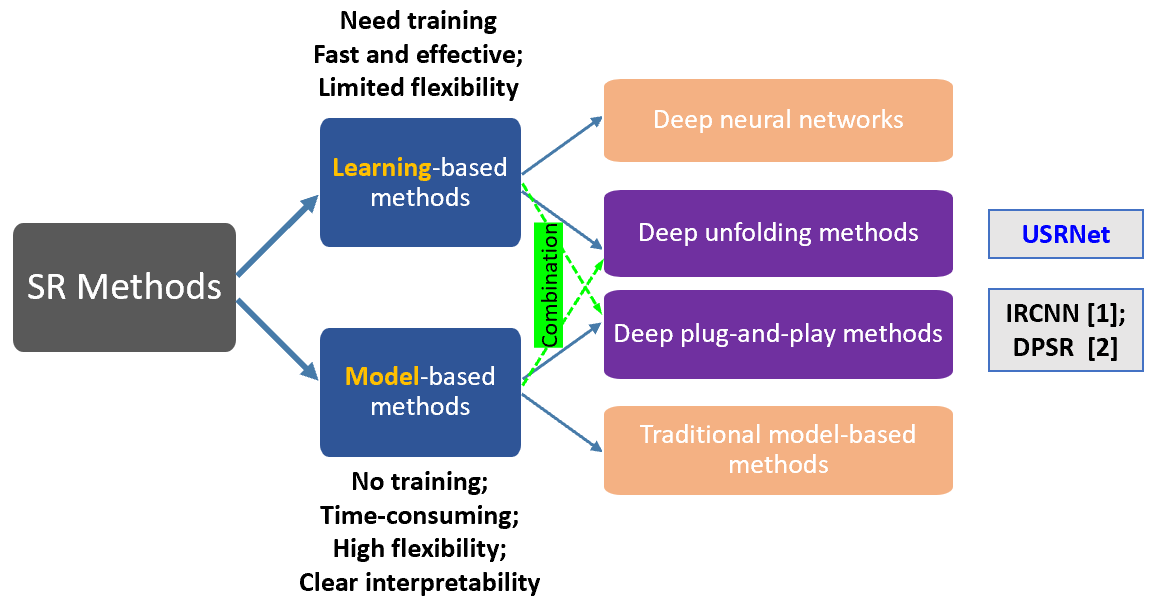 Need training
Fast and effective;
Limited flexibility
Learning-based
methods
SR Methods
Model-based
methods
No training;
Time-consuming;
High flexibility;
Clear interpretability
Combination
Deep neural networks
Deep unfolding methods
Deep plug-and-play methods
Traditional model-based
methods
USRNet
IRCNN [1];
DPSR [2]